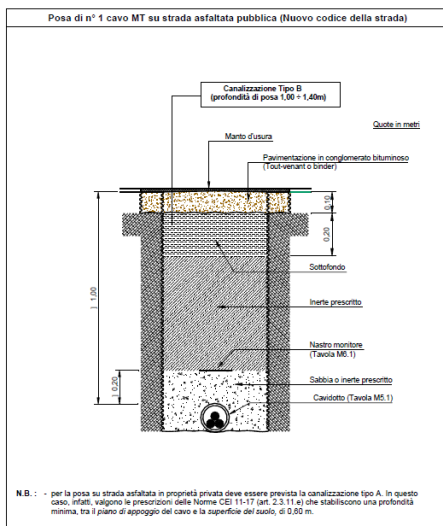 Posa di n° 1 cavo MT su strada asfaltata pubblica (Nuovo codice della strada)
Canalizzazione Tipo B
(profondità di posa 1,00 ÷ 1,40m)
Quote in metri
Manto d'usura
Pavimentazione in conglomerato bituminoso
(Tout-venant o binder)
0,10
0,20
Sottofondo
] 1,00
Inerte prescritto
Nastro monitore
(Tavola M6.1)
] 0,20
Sabbia o inerte prescritto
Cavidotto (Tavola M5.1)
N.B. : - per la posa su strada asfaltata in proprietà privata deve essere prevista la canalizzazione tipo A. In questo
caso, infatti, valgono le prescrizioni delle Norme CEI 11-17 (art. 2.3.11.e) che stabiliscono una profondità
minima, tra il piano di appoggio del cavo e la superficie del suolo, di 0,60 m.